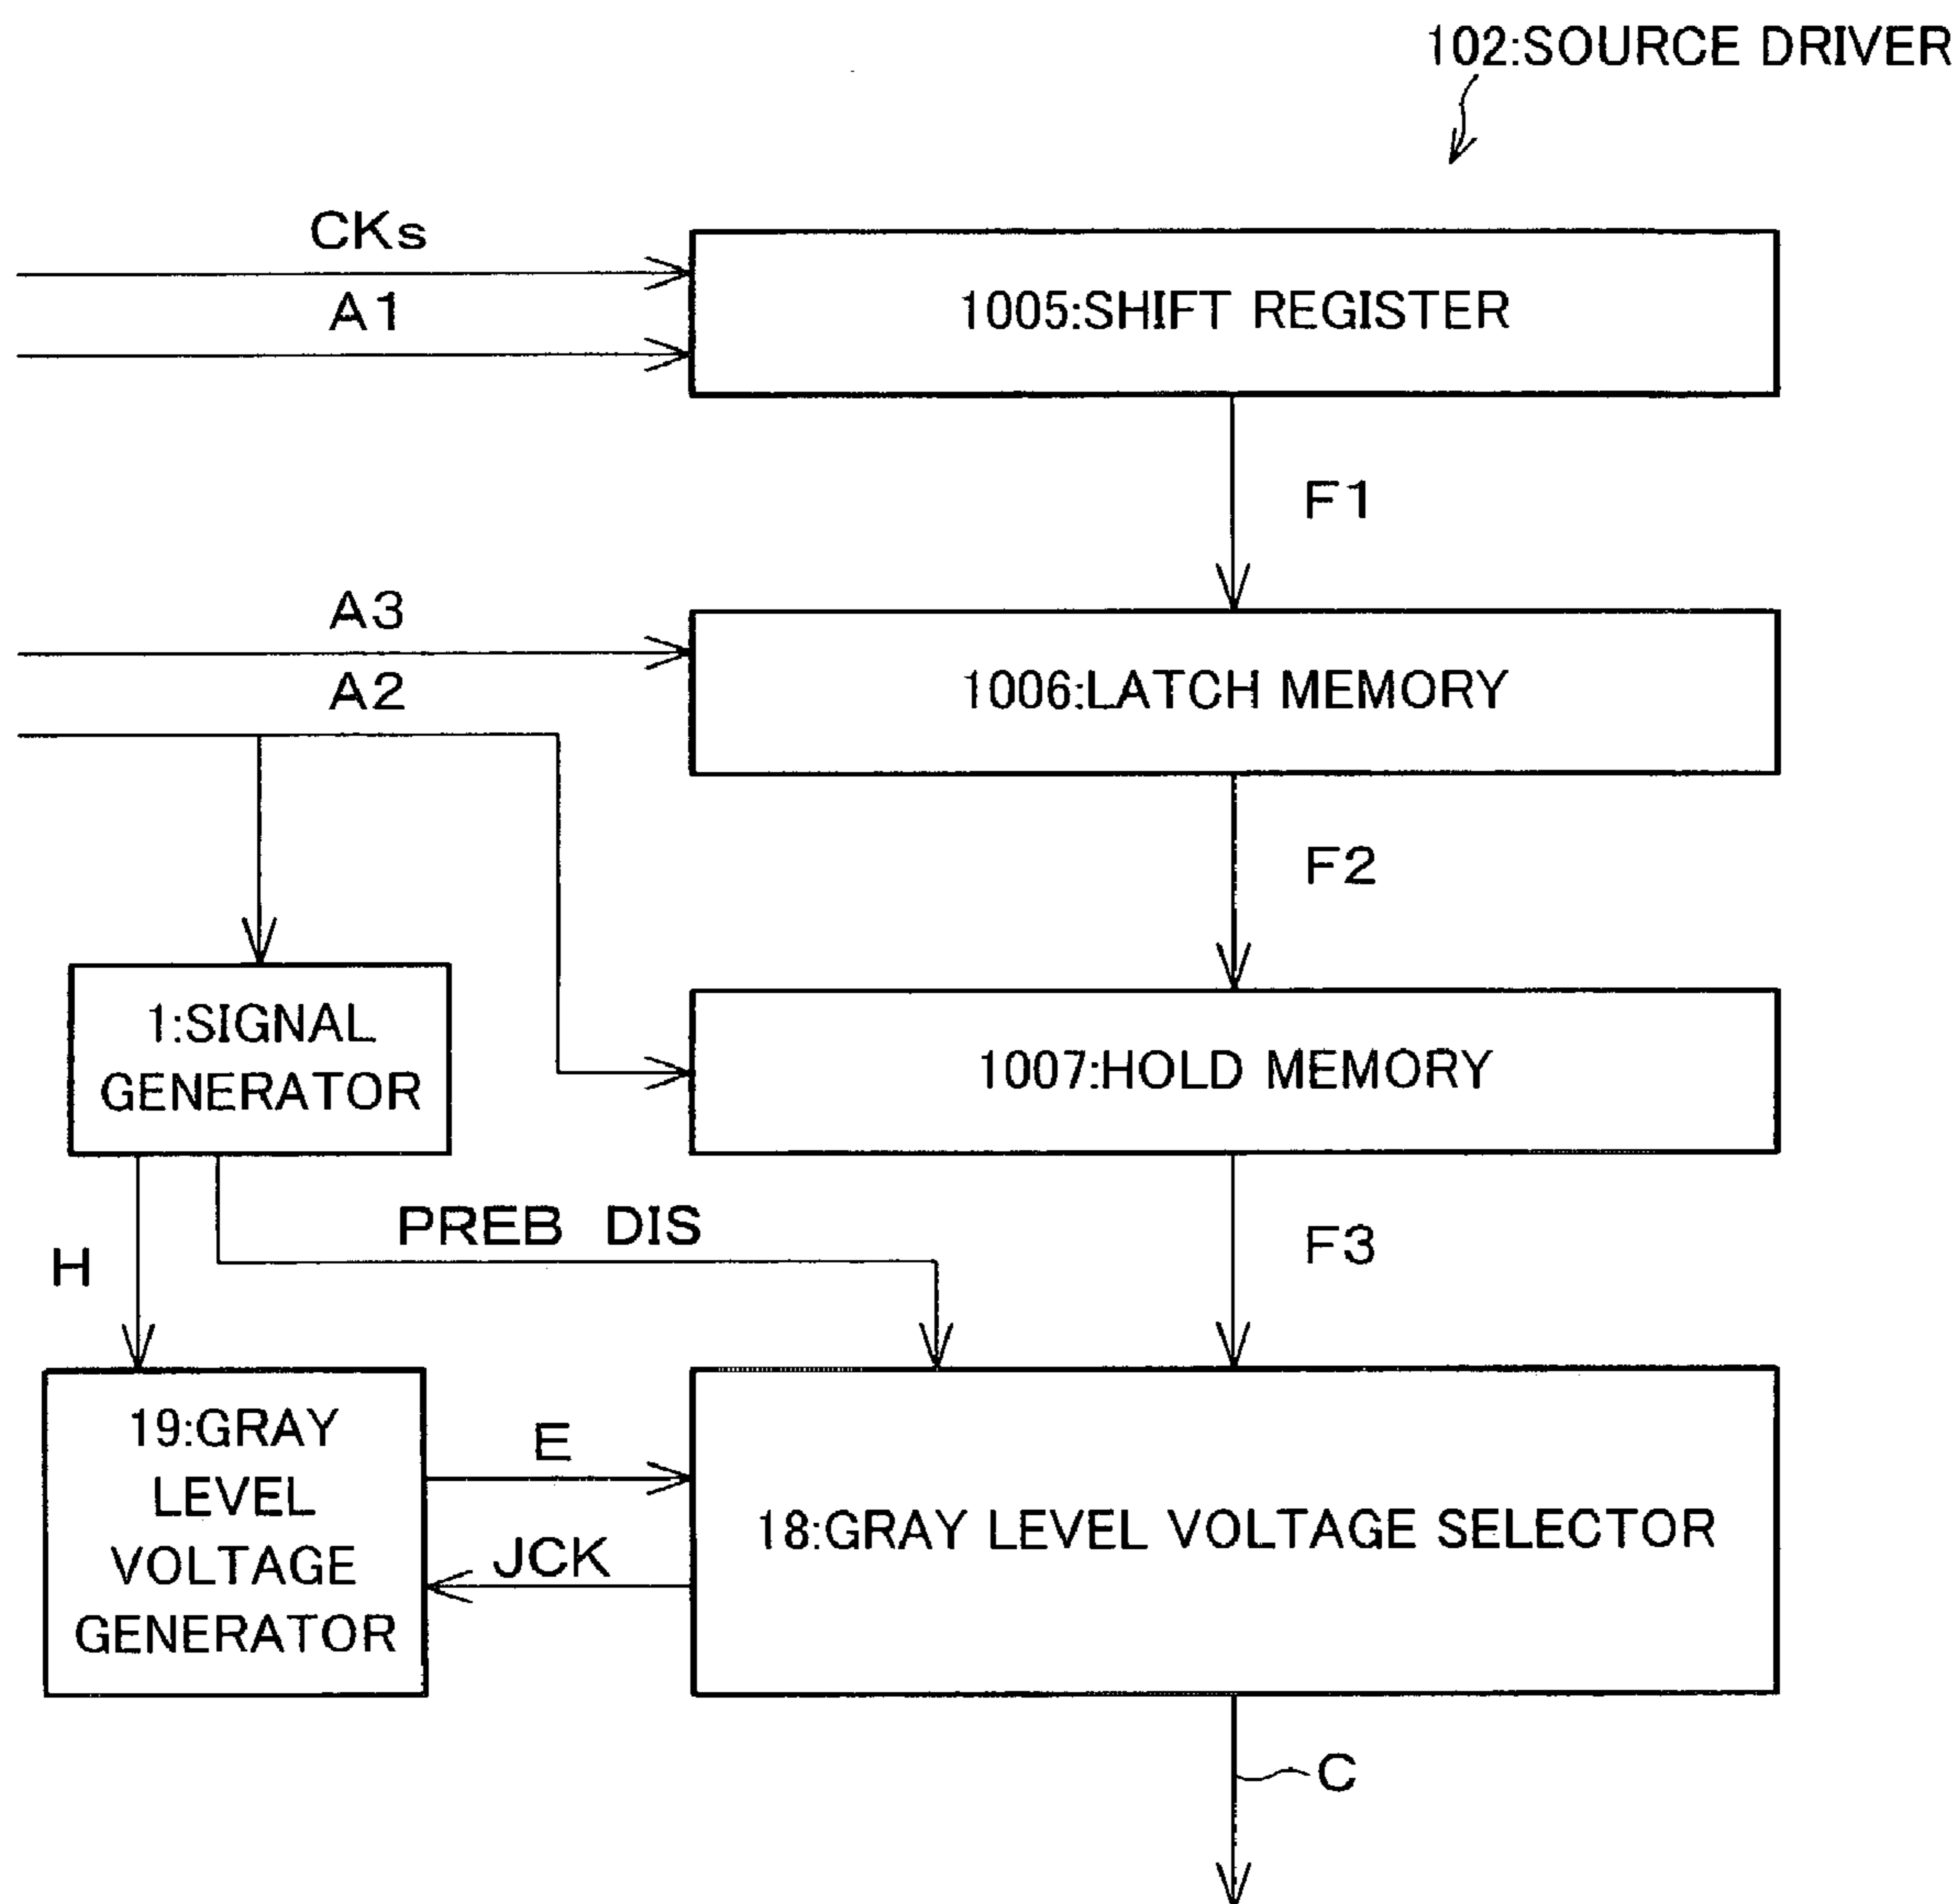 102:SOURCE DRIVER
CKs
A1
1005:SHIFT REGISTER
F1
A3
A2
1006:LATCH MEMORY
F2
1:SIGNAL
GENERATOR
1007:HOLD MEMORY
PREB DIS
H
F3
19:GRAY
LEVEL
VOLTAGE
GENERATOR
E
JCK
18:GRAY LEVEL VOLTAGE SELECTOR
C